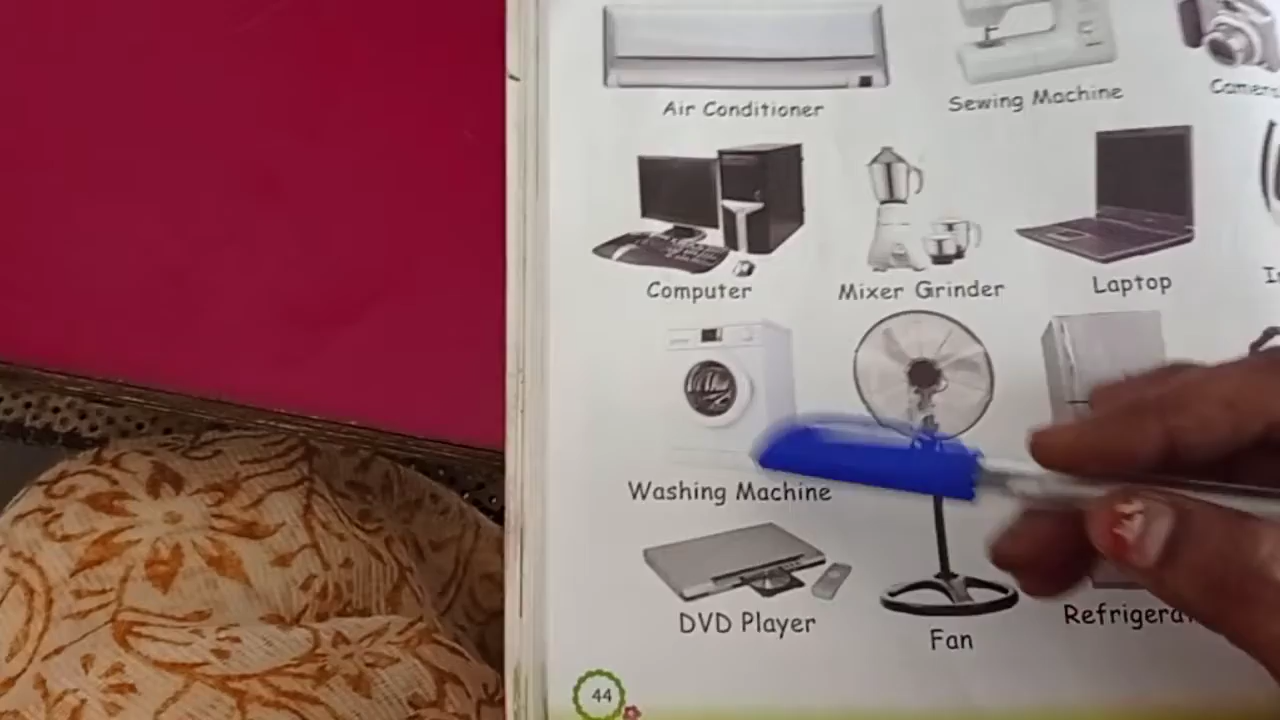 Air Conditioner
Sewing Machine
Computer
Mixer Grinder
Laptop
Washing Machine
DVD Player
Fan
44